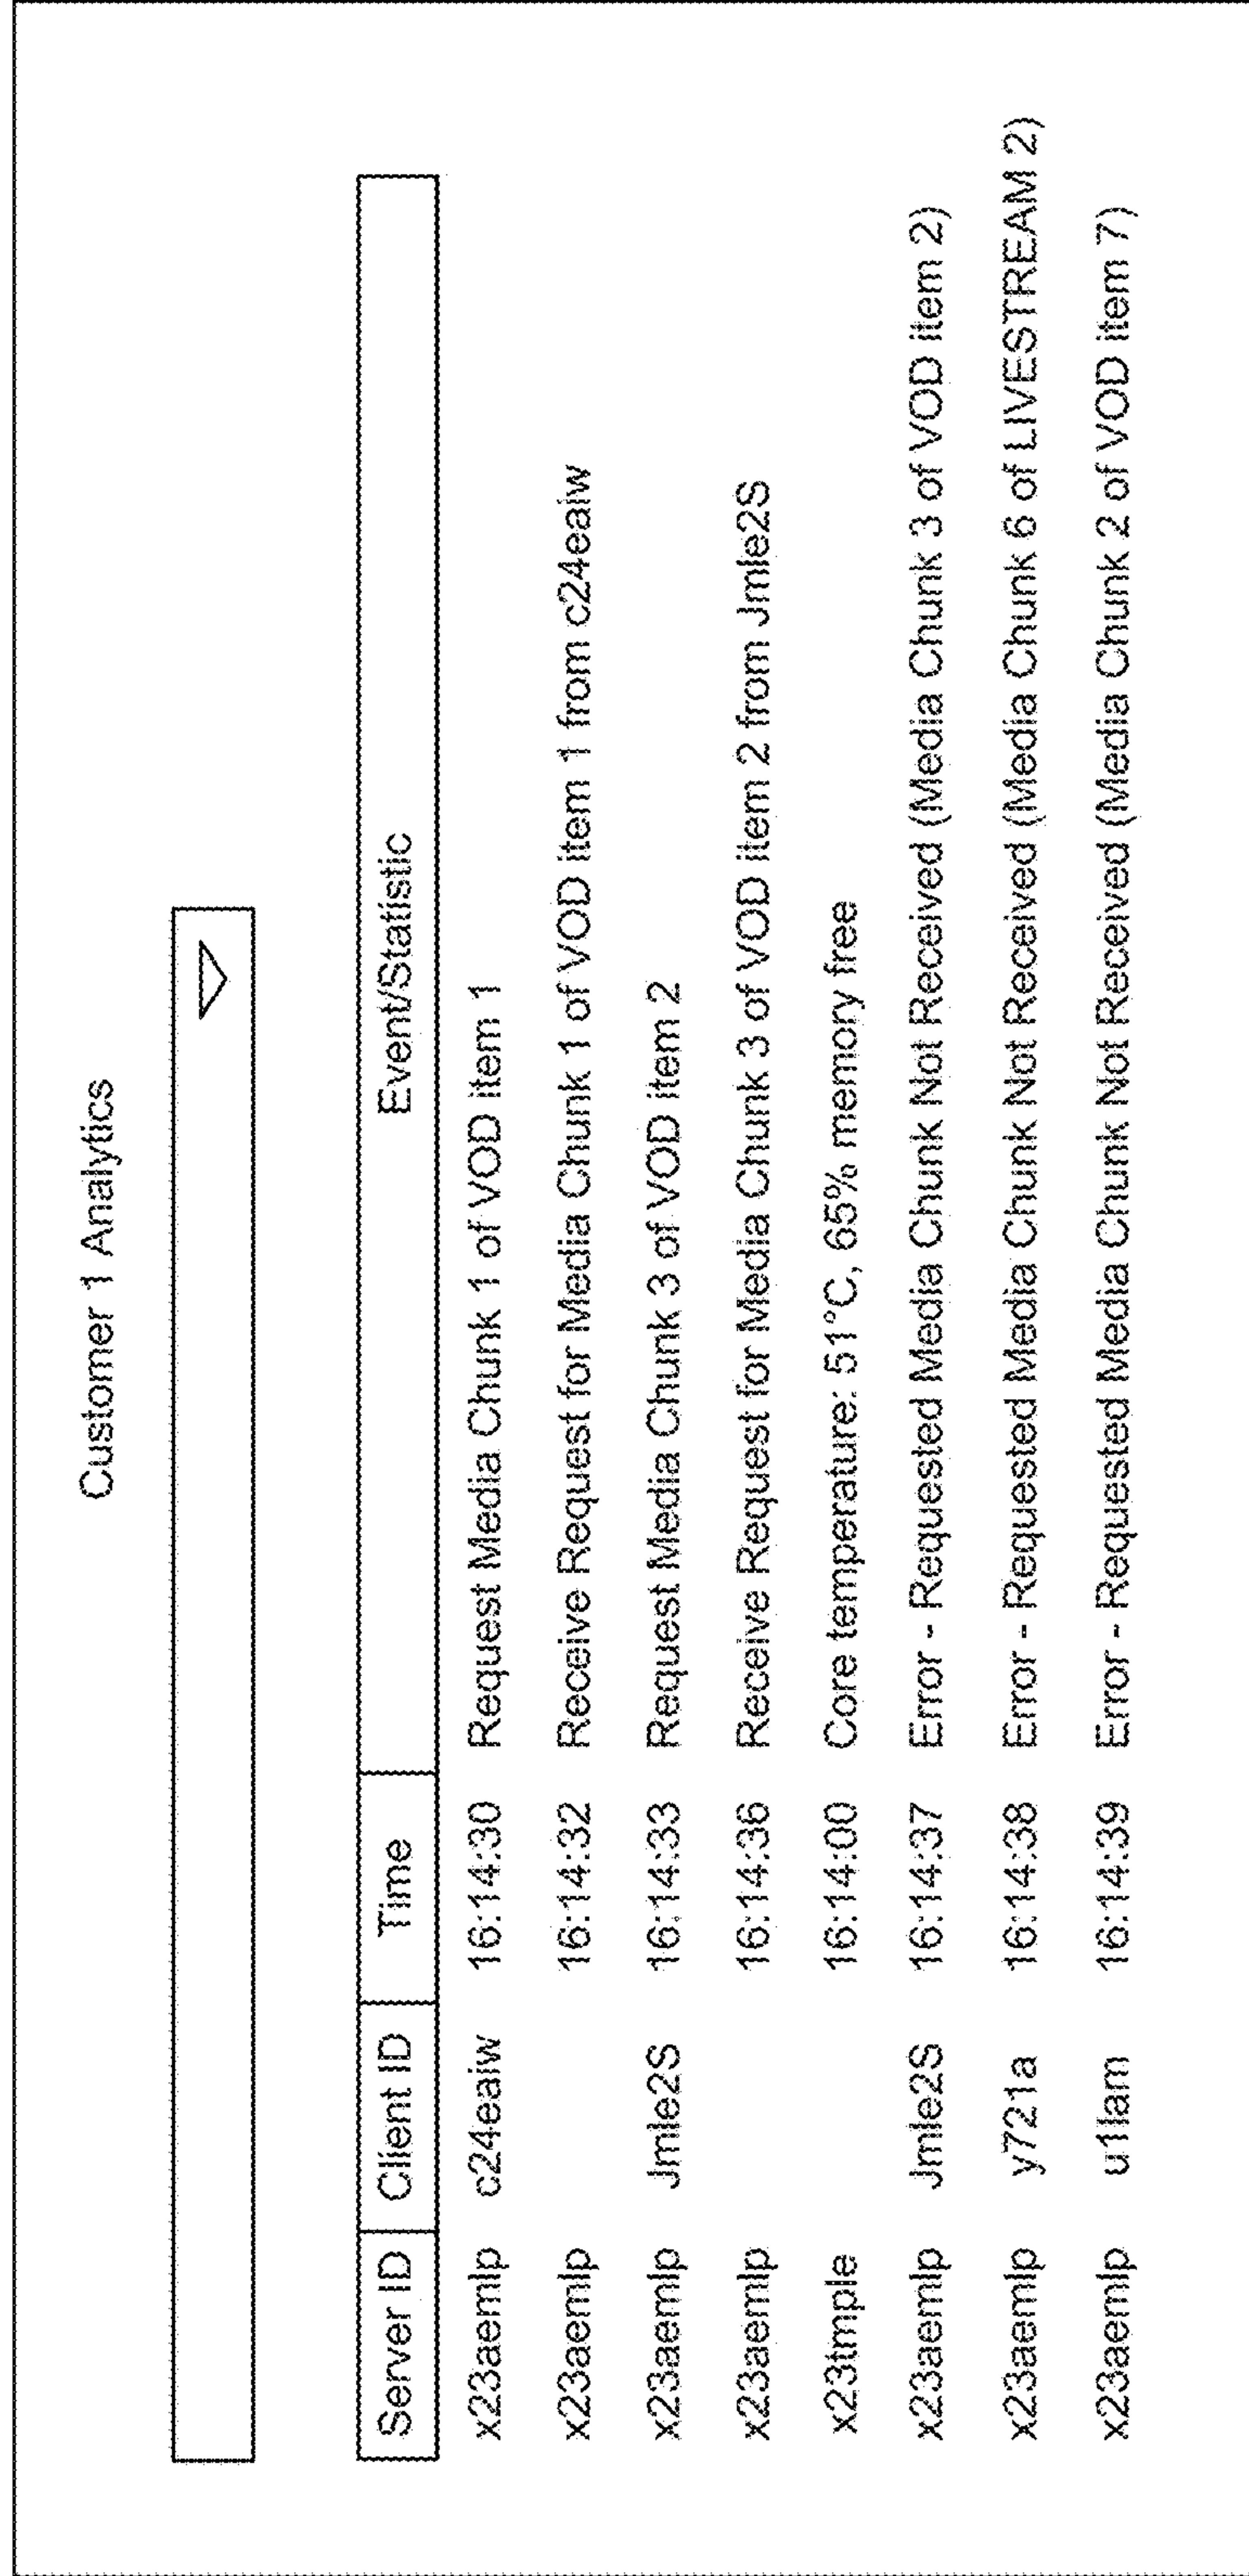 Customer 1 Analytics
Server ID Client ID Time Event/Statistic
x23aemlp c24eaiw 16:14:30 Request Media Chunk 1 of VOD item 1
x23aemlp 16:14:32 Receive Request for Media Chunk 1 of VOD item 1 from c24eaiw
x23aemlp Jmle2S 16:14:33 Request Media Chunk 3 of VOD item 2
x23aemlp 16:14:36 Receive Request for Media Chunk 3 of VOD item 2 from Jmle2S
x23tmple 16:14:00 Core temperature: 51°C, 65% memory free
x23aemlp Jmle2S 16:14:37 Error - Requested Media Chunk Not Received (Media Chunk 3 of VOD item 2)
x23aemlp y721a 16:14:38 Error - Requested Media Chunk Not Received (Media Chunk 6 of LIVESTREAM 2)
x23aemlp u1lam 16:14:39 Error - Requested Media Chunk Not Received (Media Chunk 2 of VOD item 7)